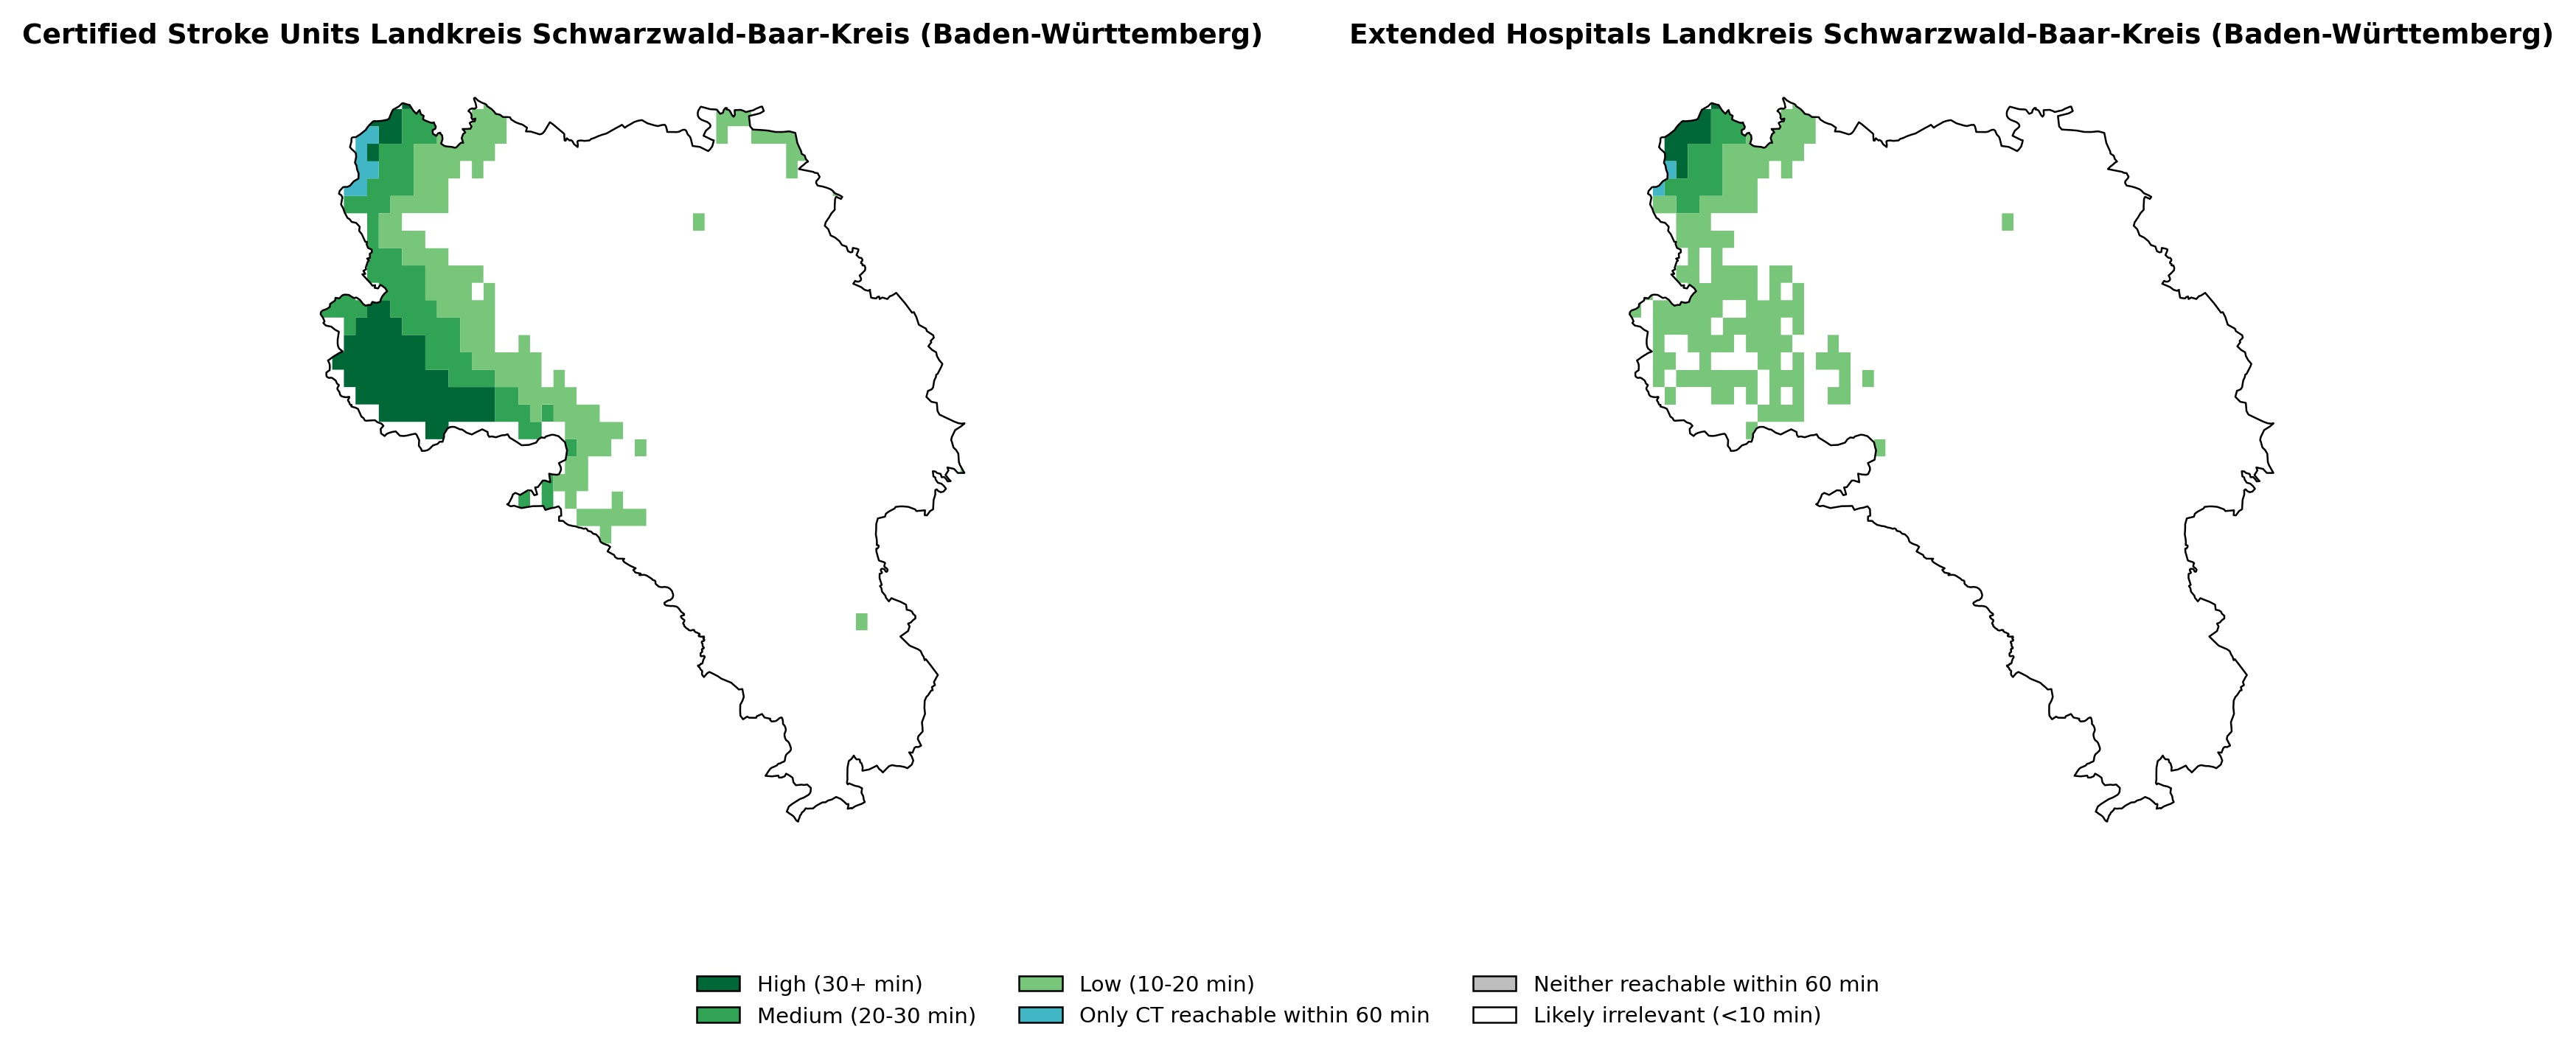 Certified Stroke Units Landkreis Schwarzwald-Baar-Kreis (Baden-Württemberg)
Extended Hospitals Landkreis Schwarzwald-Baar-Kreis (Baden-Württemberg)
High (30+ min)
Medium (20-30 min)
Low (10-20 min)
Only CT reachable within 60 min
Neither reachable within 60 min
Likely irrelevant (<10 min)